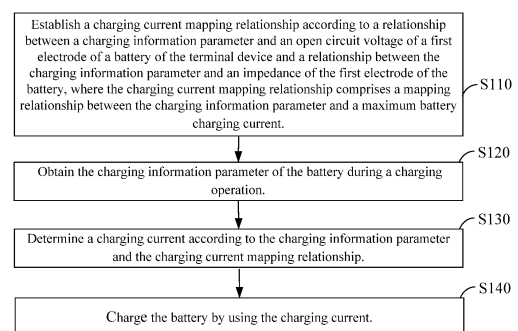 Establish a charging current mapping relationship according to a relationship
between a charging information parameter and an open circuit voltage of a first
electrode of a battery of the terminal device and a relationship between the
charging information parameter and an impedance of the first electrode of the
battery, where the charging current mapping relationship comprises a mapping
relationship between the charging information parameter and a maximum battery
charging current.
S110
Obtain the charging information parameter of the battery during a charging
operation.
S120
Determine a charging current according to the charging information parameter
and the charging current mapping relationship.
S130
Charge the battery by using the charging current.
S140